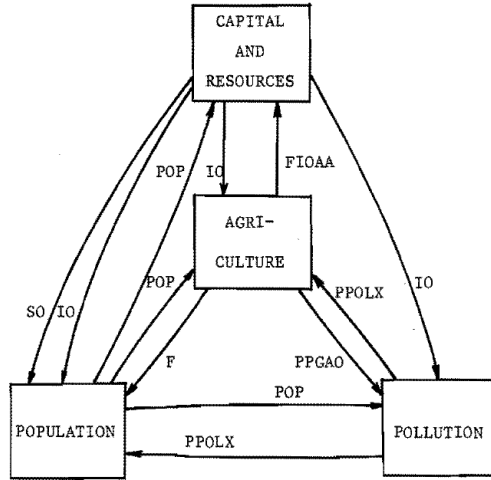 CAPITAL
AND
RESOURCES
POP
IO
FIOAA
AGRI-
CULTURE
SO
IO
POP
PPOLX
IO
F
PPGAO
POP
POPULATION
POLLUTION
PPOLX